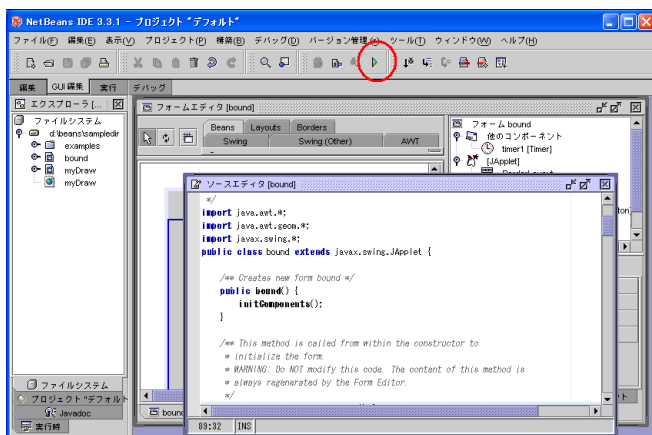 NetBeans IDE 3.3.1 - プロジェクト "デフォルト"
ファイル(F) 編集(E) 表示(V) プロジェクト(P) 構築(B) デバッグ(D) バージョン管理 ツール(T) ウィンドウ(W) ヘルプ(H)
編集 GUI 編集 実行 デバッグ
エクスプローラ [...
ファイルシステム
d:\beans\sampledir
examples
bound
myDraw
myDraw
ファイルシステム
プロジェクト "デフォルト
Javadoc
実行時
フォームエディタ [bound]
Beans Layouts Borders
Swing Swing (Other) AWT
フォーム bound
他のコンポーネント
timer1 [Timer]
[JApplet]
ソースエディタ [bound]
*/
import java.awt.*;
import java.awt.geom.*;
import javax.swing.*;
public class bound extends javax.swing.JApplet {
/** Creates new form bound */
public bound() {
initComponents();
}
/** This method is called from within the constructor to
* initialize the form.
* WARNING: Do NOT modify this code. The content of this method is
* always regenerated by the Form Editor.
*/
89:32 INS